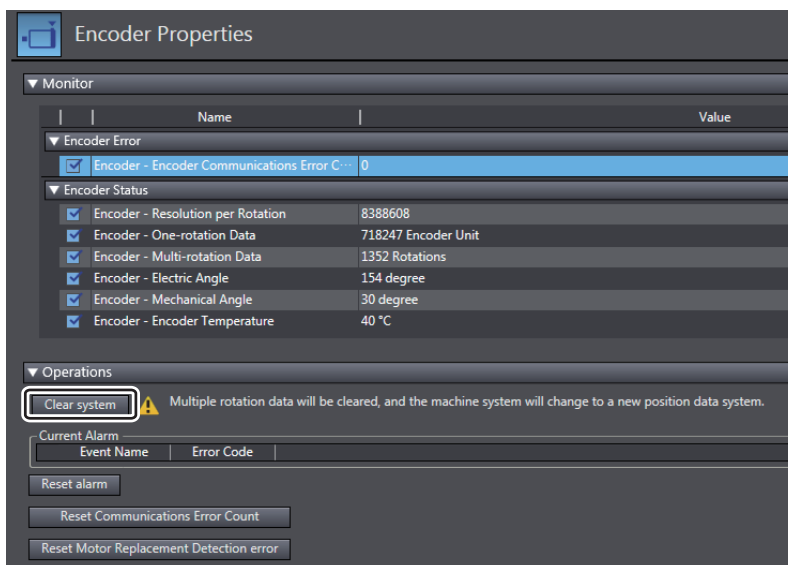 Encoder Properties
▼ Monitor
Name Value
▼ Encoder Error
Encoder - Encoder Communications Error C··· 0
▼ Encoder Status
Encoder - Resolution per Rotation 8388608
Encoder - One-rotation Data 718247 Encoder Unit
Encoder - Multi-rotation Data 1352 Rotations
Encoder - Electric Angle 154 degree
Encoder - Mechanical Angle 30 degree
Encoder - Encoder Temperature 40 °C
▼ Operations
Clear system Multiple rotation data will be cleared, and the machine system will change to a new position data system.
Current Alarm
Event Name Error Code
Reset alarm
Reset Communications Error Count
Reset Motor Replacement Detection error